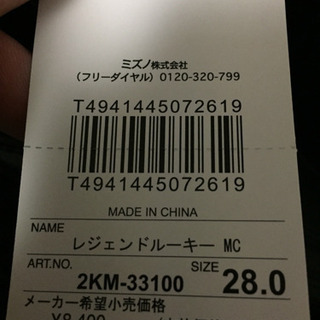 ミズノ株式会社
(フリーダイヤル) 0120-320-799
T4941445072619
T4941445072619
MADE IN CHINA
NAME レジェンドルーキー MC
ART.NO. 2KM-33100 SIZE 28.0
メーカー希望小売価格